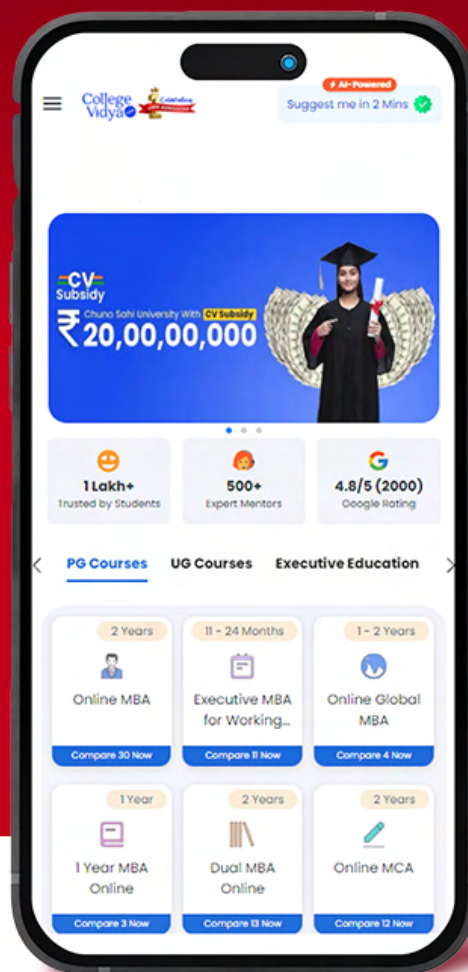 College
Vidya
⚡ AI-Powered
Suggest me in 2 Mins
CV
Subsidy
Chuno Sahi University With CV Subsidy
₹20,00,00,000
1 Lakh+
Trusted by Students
500+
Expert Mentors
4.8/5 (2000)
Google Rating
PG Courses UG Courses Executive Education
2 Years
Online MBA
Compare 30 Now
11 - 24 Months
Executive MBA
for Working...
Compare 11 Now
1 - 2 Years
Online Global
MBA
Compare 4 Now
1 Year
1 Year MBA
Online
Compare 3 Now
2 Years
Dual MBA
Online
Compare 13 Now
2 Years
Online MCA
Compare 12 Now